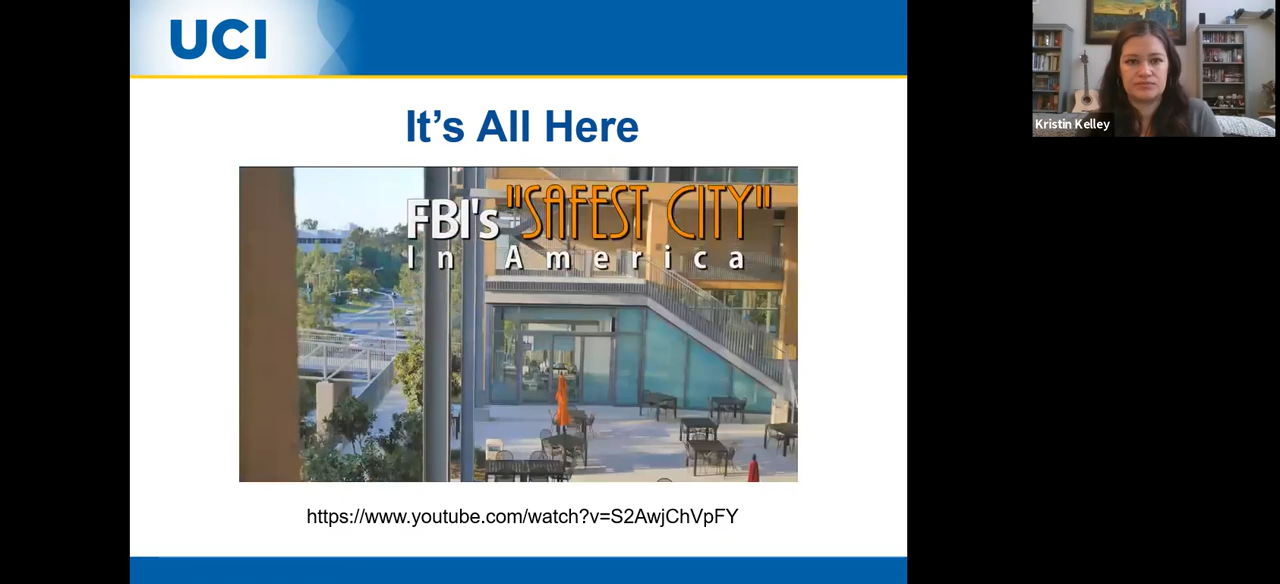 UCI
It’s All Here
FBI's "SAFEST CITY"
In America
https://www.youtube.com/watch?v=S2AwjChVpFY
Kristin Kelley